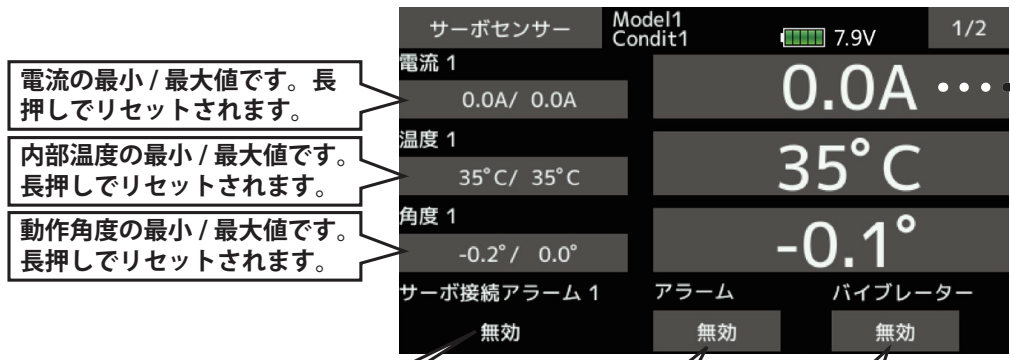 サーボセンサー
Model1
Condit1
7.9V
1/2
電流の最小 / 最大値です。長
押しでリセットされます。
電流 1
0.0A/ 0.0A
0.0A
内部温度の最小 / 最大値です。
長押しでリセットされます。
温度 1
35°C/ 35°C
35°C
動作角度の最小 / 最大値です。
長押しでリセットされます。
角度 1
-0.2°/ 0.0°
-0.1°
サーボ接続アラーム 1
アラーム
バイブレーター
無効
無効
無効